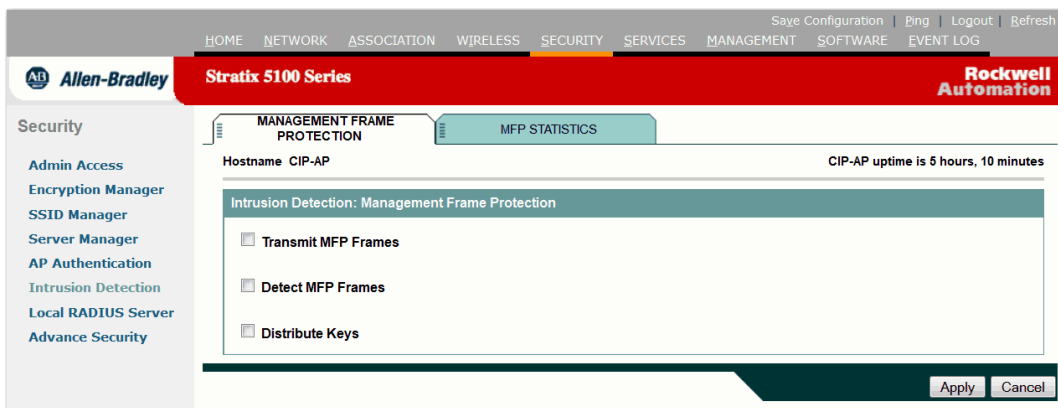 Save Configuration | Ping | Logout | Refresh
HOME NETWORK ASSOCIATION WIRELESS SECURITY SERVICES MANAGEMENT SOFTWARE EVENT LOG
AB Allen-Bradley
Stratix 5100 Series
Rockwell
Automation
Security
Admin Access
Encryption Manager
SSID Manager
Server Manager
AP Authentication
Intrusion Detection
Local RADIUS Server
Advance Security
MANAGEMENT FRAME
PROTECTION
MFP STATISTICS
Hostname CIP-AP
CIP-AP uptime is 5 hours, 10 minutes
Intrusion Detection: Management Frame Protection
Transmit MFP Frames
Detect MFP Frames
Distribute Keys
Apply Cancel